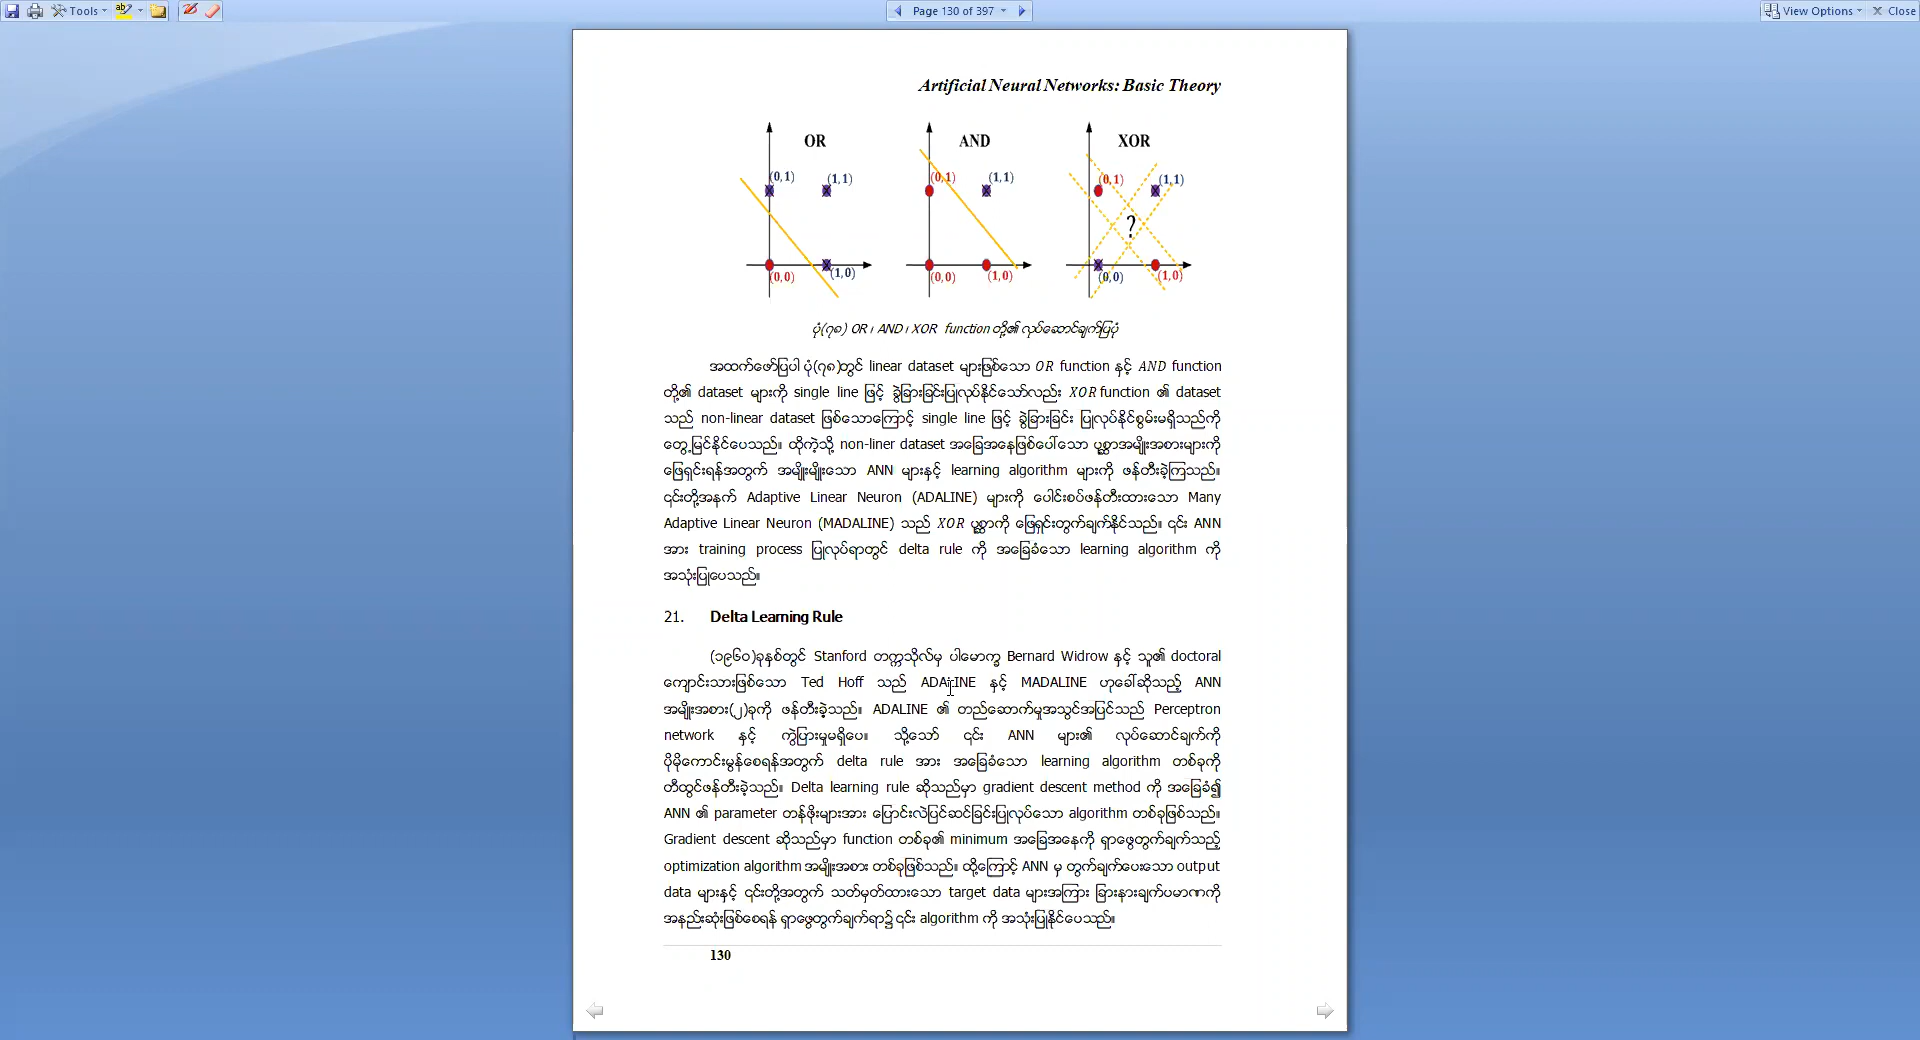 Tools
Page 130 of 397
View Options
Close
Artificial Neural Networks: Basic Theory
OR
AND
XOR
(0,1)
(1,1)
(0,0)
(1,0)
(0,1)
(1,1)
(0,0)
(1,0)
(0,1)
(1,1)
?
(0,0)
(1,0)
ပုံ(၇၈) OR၊ AND၊ XOR function တို့၏ လုပ်ဆောင်ချက်ပြပုံ
အထက်ဖော်ပြပါ ပုံ(၇၈)တွင် linear dataset များဖြစ်သော OR function နှင့် AND function
တို့၏ dataset များကို single line ဖြင့် ခွဲခြားခြင်းပြုလုပ်နိုင်သော်လည်း XOR function ၏ dataset
သည် non-linear dataset ဖြစ်သောကြောင့် single line ဖြင့် ခွဲခြားခြင်း ပြုလုပ်နိုင်စွမ်းမရှိသည်ကို
တွေ့မြင်နိုင်ပေသည်။ ထိုကဲ့သို့ non-liner dataset အခြေအနေဖြစ်ပေါ်သော ပုစ္ဆာအမျိုးအစားများကို
ဖြေရှင်းရန်အတွက် အမျိုးမျိုးသော ANN များနှင့် learning algorithm များကို ဖန်တီးခဲ့ကြသည်။
၎င်းတို့အနက် Adaptive Linear Neuron (ADALINE) များကို ပေါင်းစပ်ဖန်တီးထားသော Many
Adaptive Linear Neuron (MADALINE) သည် XOR ပုစ္ဆာကို ဖြေရှင်းတွက်ချက်နိုင်သည်။ ၎င်း ANN
အား training process ပြုလုပ်ရာတွင် delta rule ကို အခြေခံသော learning algorithm ကို
အသုံးပြုပေသည်။
21. Delta Learning Rule
(၁၉၆၀)ခုနှစ်တွင် Stanford တက္ကသိုလ်မှ ပါမောက္ခ Bernard Widrow နှင့် သူ၏ doctoral
ကျောင်းသားဖြစ်သော Ted Hoff သည် ADALINE နှင့် MADALINE ဟုခေါ်ဆိုသည့် ANN
အမျိုးအစား(၂)ခုကို ဖန်တီးခဲ့သည်။ ADALINE ၏ တည်ဆောက်မှုအသွင်အပြင်သည် Perceptron
network နှင့် ကွဲပြားမှုမရှိပေ။ သို့သော် ၎င်း ANN များ၏ လုပ်ဆောင်ချက်ကို
ပိုမိုကောင်းမွန်စေရန်အတွက် delta rule အား အခြေခံသော learning algorithm တစ်ခုကို
တီထွင်ဖန်တီးခဲ့သည်။ Delta learning rule ဆိုသည်မှာ gradient descent method ကို အခြေခံ၍
ANN ၏ parameter တန်ဖိုးများအား ပြောင်းလဲပြင်ဆင်ခြင်းပြုလုပ်သော algorithm တစ်ခုဖြစ်သည်။
Gradient descent ဆိုသည်မှာ function တစ်ခု၏ minimum အခြေအနေကို ရှာဖွေတွက်ချက်သည့်
optimization algorithm အမျိုးအစား တစ်ခုဖြစ်သည်။ ထို့ကြောင့် ANN မှ တွက်ချက်ပေးသော output
data များနှင့် ၎င်းတို့အတွက် သတ်မှတ်ထားသော target data များအကြား ခြားနားချက်ပမာဏကို
အနည်းဆုံးဖြစ်စေရန် ရှာဖွေတွက်ချက်ရာ၌ ၎င်း algorithm ကို အသုံးပြုနိုင်ပေသည်။
130